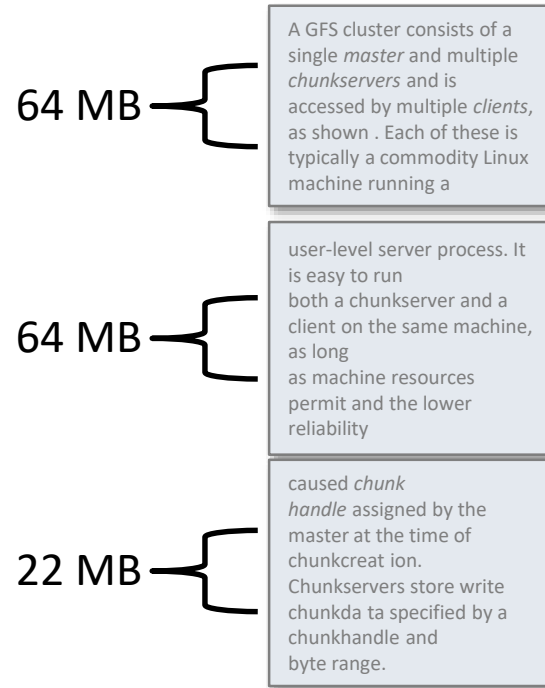 64 MB
A GFS cluster consists of a
single master and multiple
chunkservers and is
accessed by multiple clients,
as shown . Each of these is
typically a commodity Linux
machine running a
64 MB
user-level server process. It
is easy to run
both a chunkserver and a
client on the same machine,
as long
as machine resources
permit and the lower
reliability
22 MB
caused chunk
handle assigned by the
master at the time of
chunkcreat ion.
Chunkservers store write
chunkda ta specified by a
chunkhandle and
byte range.